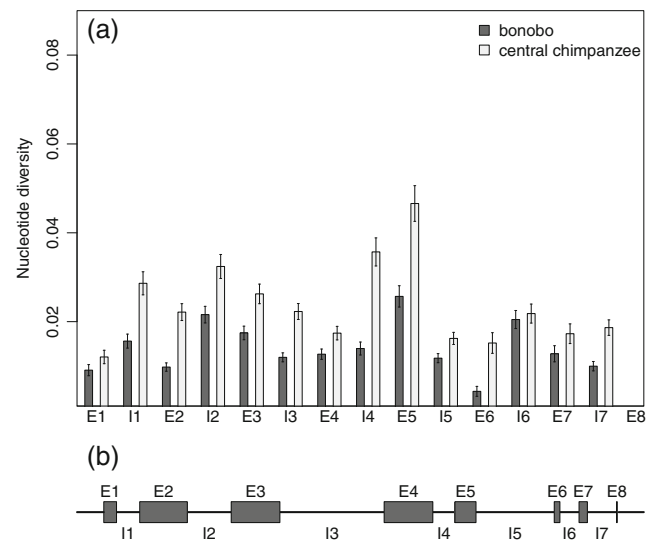 (a)
bonobo
central chimpanzee
Nucleotide diversity
0.08
0.06
0.04
0.02
E1 I1 E2 I2 E3 I3 E4 I4 E5 I5 E6 I6 E7 I7 E8
(b)
E1 E2 E3 E4 E5 E6 E7 E8
I1 I2 I3 I4 I5 I6 I7